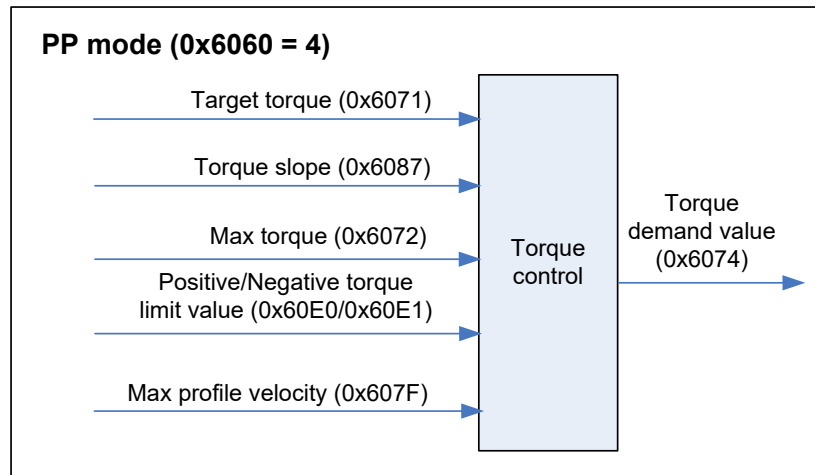 PP mode (0x6060 = 4)
Target torque (0x6071)
Torque slope (0x6087)
Max torque (0x6072)
Positive/Negative torque
limit value (0x60E0/0x60E1)
Max profile velocity (0x607F)
Torque
control
Torque
demand value
(0x6074)